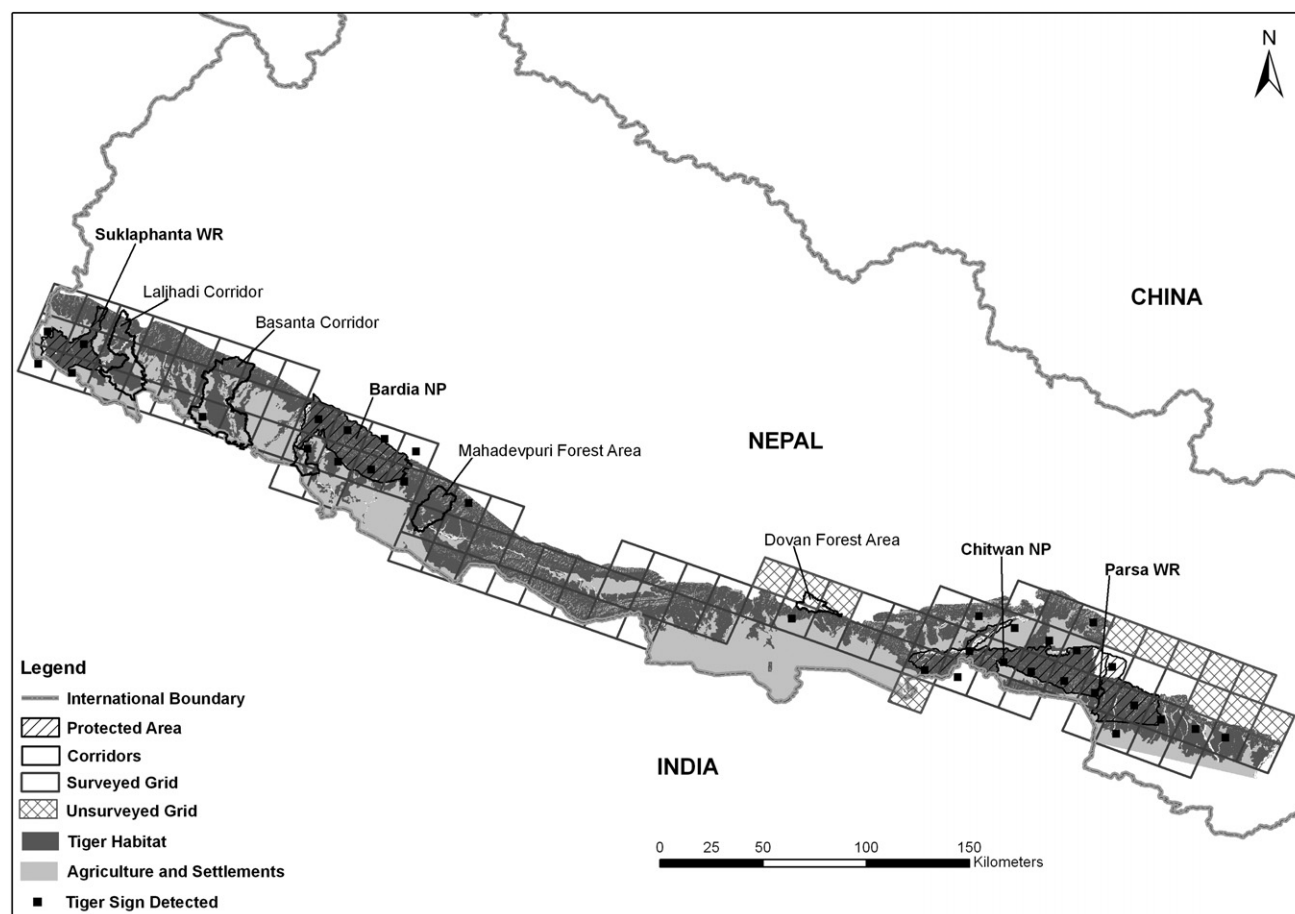 N
Suklaphanta WR
Laljhadi Corridor
Basanta Corridor
CHINA
Bardia NP
NEPAL
Mahadevpuri Forest Area
Dovan Forest Area
Chitwan NP
Parsa WR
INDIA
Legend
International Boundary
Protected Area
Corridors
Surveyed Grid
Unsurveyed Grid
Tiger Habitat
Agriculture and Settlements
Tiger Sign Detected
0 25 50 100 150
Kilometers